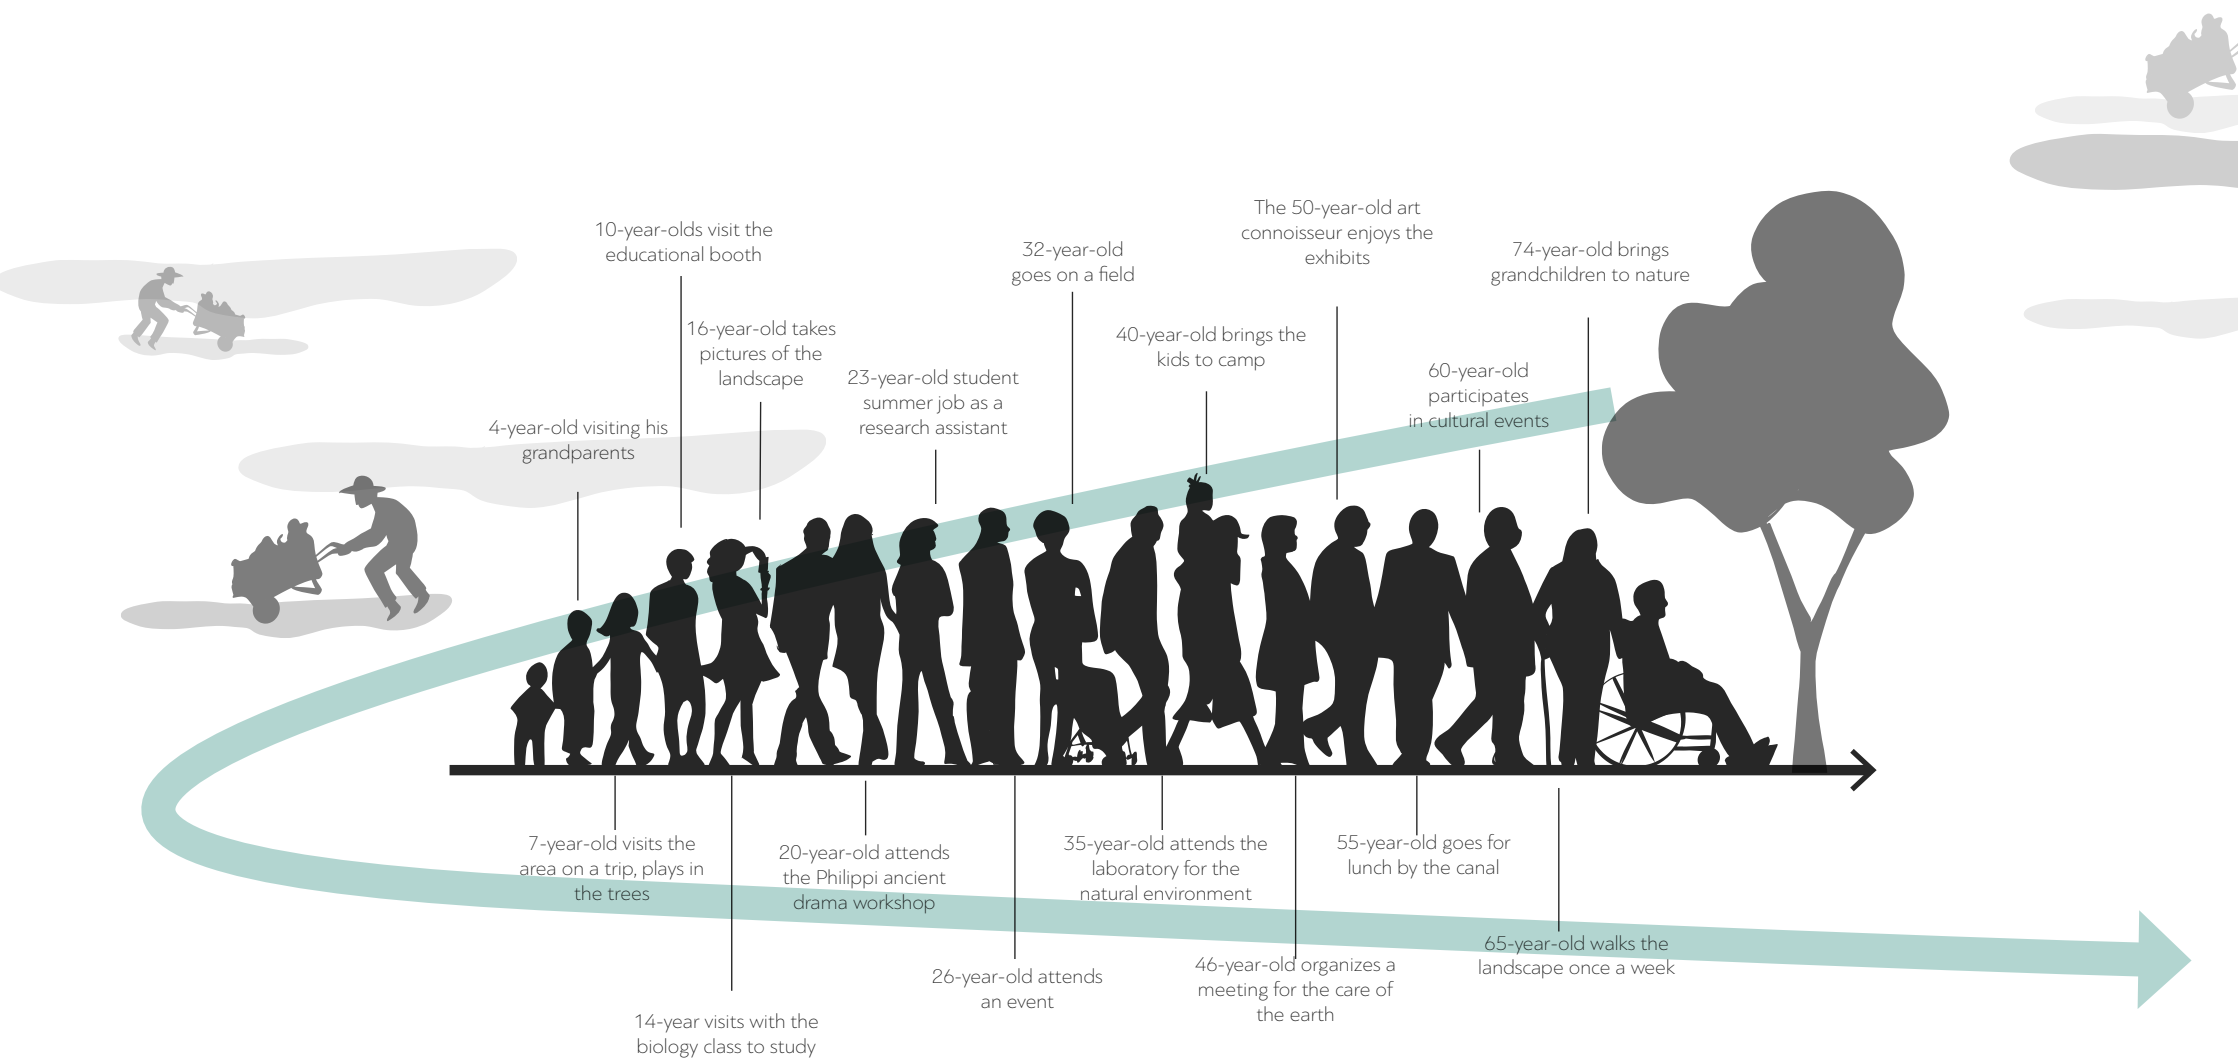 The 50-year-old art
connoisseur enjoys the
exhibits
10-year-olds visit the
educational booth
32-year-old
goes on a field
74-year-old brings
grandchildren to nature
16-year-old takes
pictures of the
landscape
40-year-old brings the
kids to camp
23-year-old student
summer job as a
research assistant
60-year-old
participates
in cultural events
4-year-old visiting his
grandparents
7-year-old visits the
area on a trip, plays in
the trees
20-year-old attends
the Philippi ancient
drama workshop
35-year-old attends the
laboratory for the
natural environment
55-year-old goes for
lunch by the canal
65-year-old walks the
landscape once a week
26-year-old attends
an event
46-year-old organizes a
meeting for the care of
the earth
14-year visits with the
biology class to study